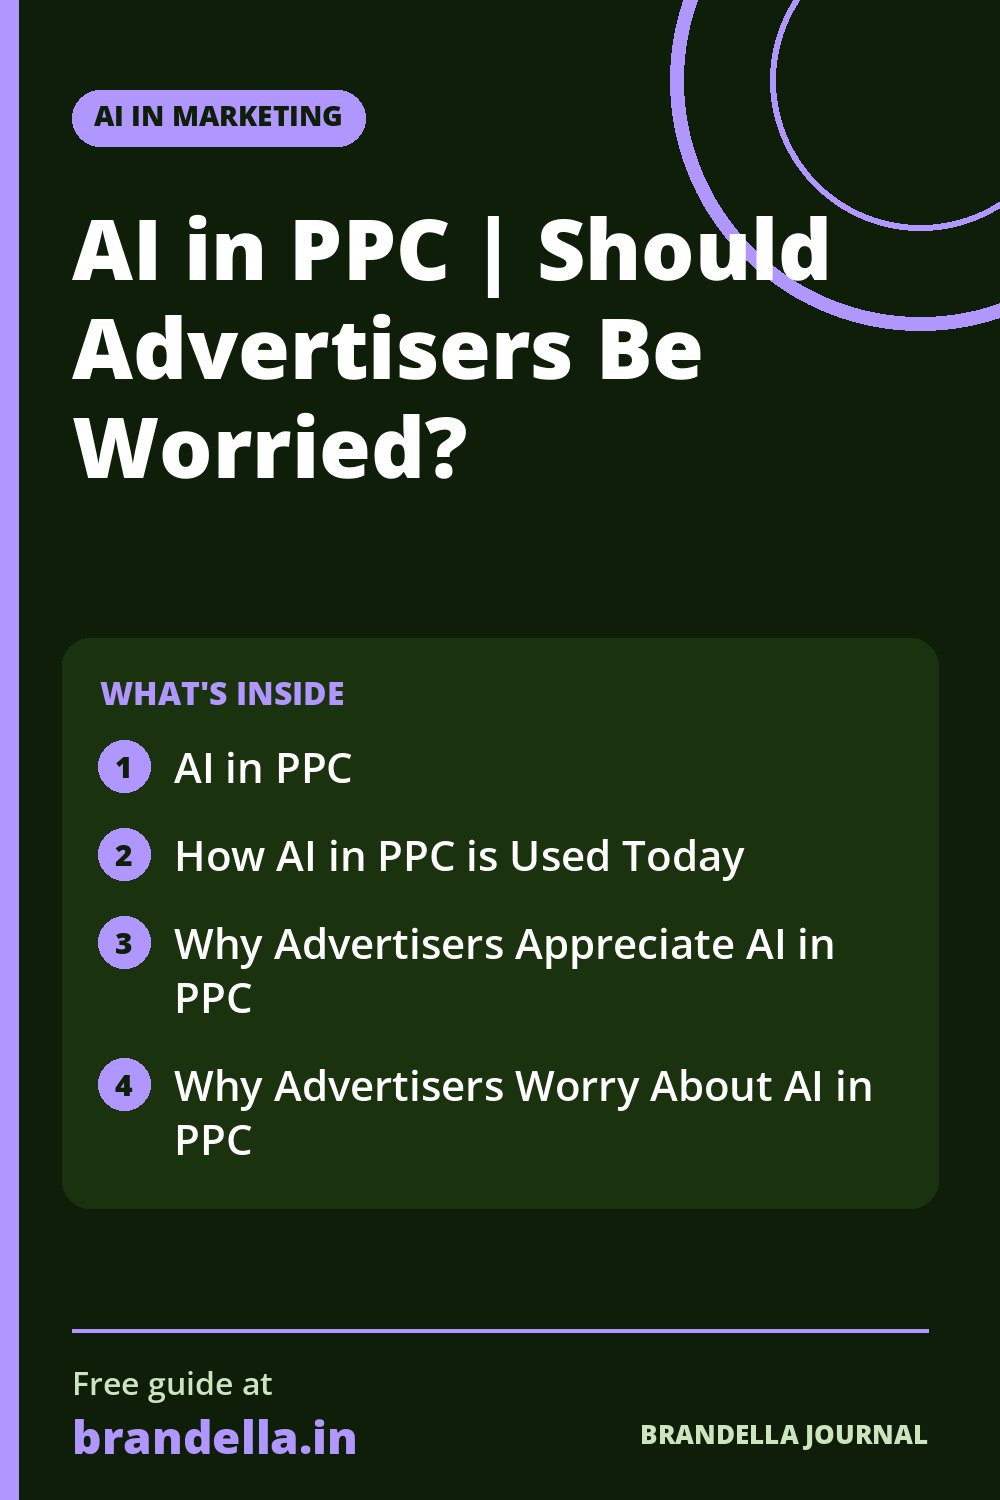 AI IN MARKETING
AI in PPC | Should
Advertisers Be
Worried?
WHAT'S INSIDE
1 AI in PPC
2 How AI in PPC is Used Today
3 Why Advertisers Appreciate AI in
PPC
4 Why Advertisers Worry About AI in
PPC
Free guide at
brandella.in
BRANDELLA JOURNAL